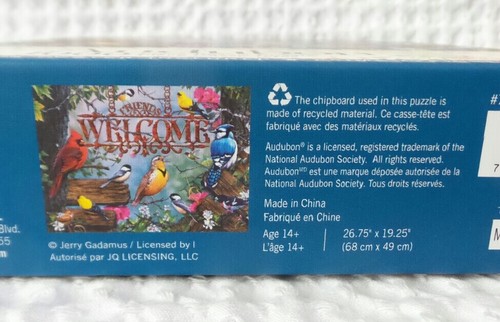 FRIENDS
WELCOME
© Jerry Gadamus / Licensed by I
Autorisé par JQ LICENSING, LLC
Blvd.
55
m
The chipboard used in this puzzle is
made of recycled material. Ce casse-tête est
fabriqué avec des matériaux recyclés.
Audubon® is a licensed, registered trademark of the
National Audubon Society. All rights reserved.
Audubon MD est une marque déposée autorisée de la
National Audubon Society. Tous droits réservés.
Made in China
Fabriqué en Chine
Age 14+
L'âge 14+
26.75" x 19.25"
(68 cm x 49 cm)
7
M